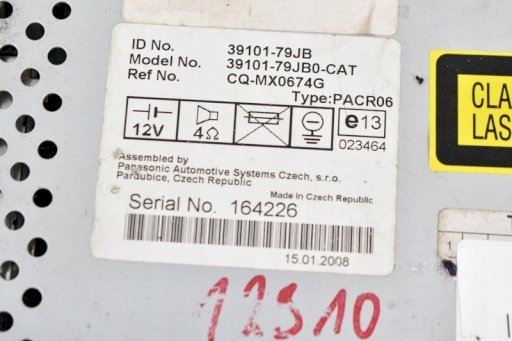 ID No. 39101-79JB
Model No. 39101-79JB0-CAT
Ref No. CQ-MX0674G
Type:PACR06
12V
4Ω
e13
023464
Assembled by
Panasonic Automotive Systems Czech, s.r.o.
Pardubice, Czech Republic
Made in Czech Republic
Serial No. 164226
15.01.2008
12310
CLA
LAS
1